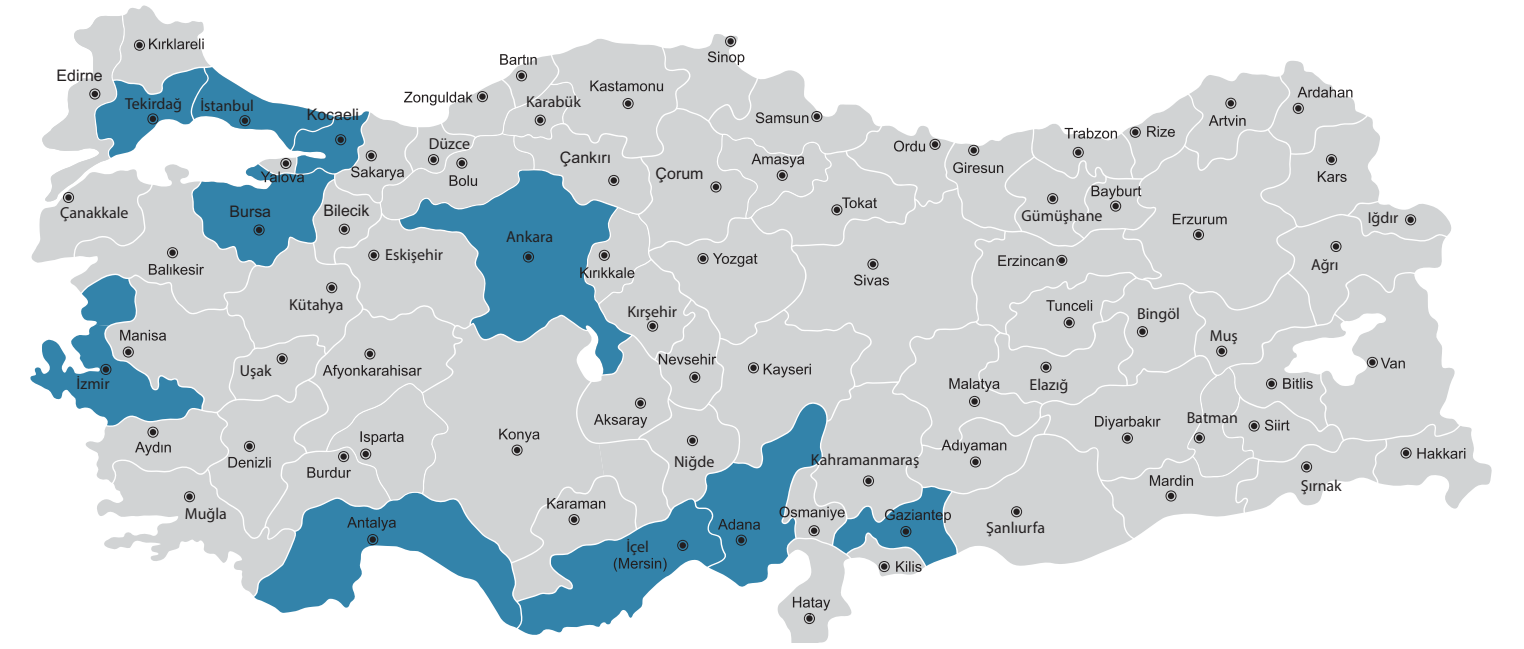 Kırklareli
Sinop
Bartın
Edirne
Kastamonu
Zonguldak
Karabük
Ardahan
Tekirdağ
İstanbul
Kocaeli
Samsun
Artvin
Trabzon
Rize
Düzce
Ordu
Çankırı
Amasya
Giresun
Sakarya
Yalova
Bolu
Çorum
Kars
Bayburt
Çanakkale
Bursa
Bilecik
Tokat
Gümüşhane
Erzurum
Iğdır
Ankara
Balıkesir
Eskişehir
Kırıkkale
Yozgat
Sivas
Erzincan
Ağrı
Kütahya
Kırşehir
Tunceli
Bingöl
Manisa
Muş
Uşak
Afyonkarahisar
Nevsehir
Kayseri
Van
İzmir
Malatya
Elazığ
Bitlis
Aksaray
Diyarbakır
Batman
Siirt
Aydın
Denizli
Isparta
Burdur
Konya
Niğde
Kahramanmaraş
Adıyaman
Hakkari
Mardin
Şırnak
Muğla
Antalya
Karaman
İçel
(Mersin)
Adana
Osmaniye
Gaziantep
Şanlıurfa
Kilis
Hatay